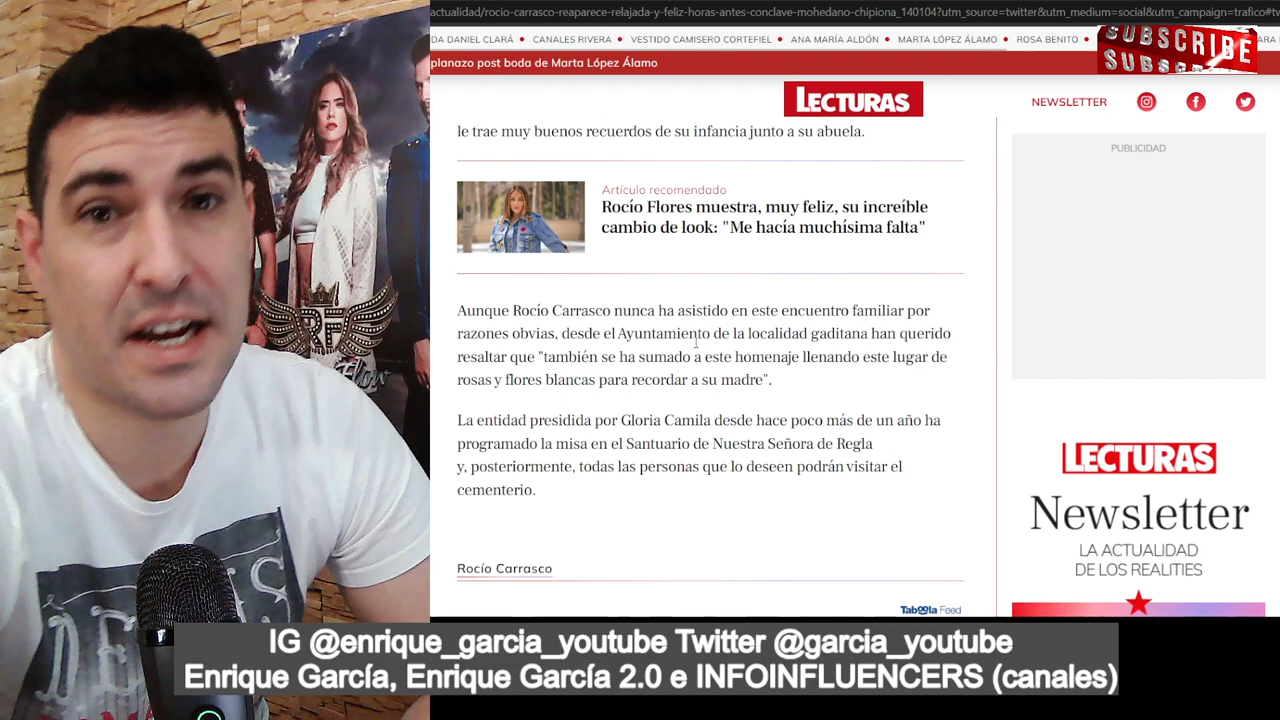 actualidad/rocio-carrasco-reaparece-relajada-y-feliz-horas-antes-conclave-mohedano-chipiona_140104?utm_source=twitter&utm_medium=social&utm_campaign=trafico#tw
DA DANIEL CLARÁ • CANALES RIVERA • VESTIDO CAMISERO CORTEFIEL • ANA MARÍA ALDÓN • MARTA LÓPEZ ÁLAMO • ROSA BENITO •
SUBSCRIBE
SUBSC
planazo post boda de Marta López Álamo
LECTURAS
NEWSLETTER
le trae muy buenos recuerdos de su infancia junto a su abuela.
PUBLICIDAD
Artículo recomendado
Rocío Flores muestra, muy feliz, su increíble
cambio de look: "Me hacía muchísima falta"
Aunque Rocío Carrasco nunca ha asistido en este encuentro familiar por
razones obvias, desde el Ayuntamiento de la localidad gaditana han querido
resaltar que "también se ha sumado a este homenaje llenando este lugar de
rosas y flores blancas para recordar a su madre".
La entidad presidida por Gloria Camila desde hace poco más de un año ha
programado la misa en el Santuario de Nuestra Señora de Regla
y, posteriormente, todas las personas que lo deseen podrán visitar el
cementerio.
Rocío Carrasco
Taboola Feed
LECTURAS
Newsletter
LA ACTUALIDAD
DE LOS REALITIES
RF
Flow
IG @enrique_garcia_youtube Twitter @garcia_youtube
Enrique García, Enrique García 2.0 e INFOINFLUENCERS (canales)